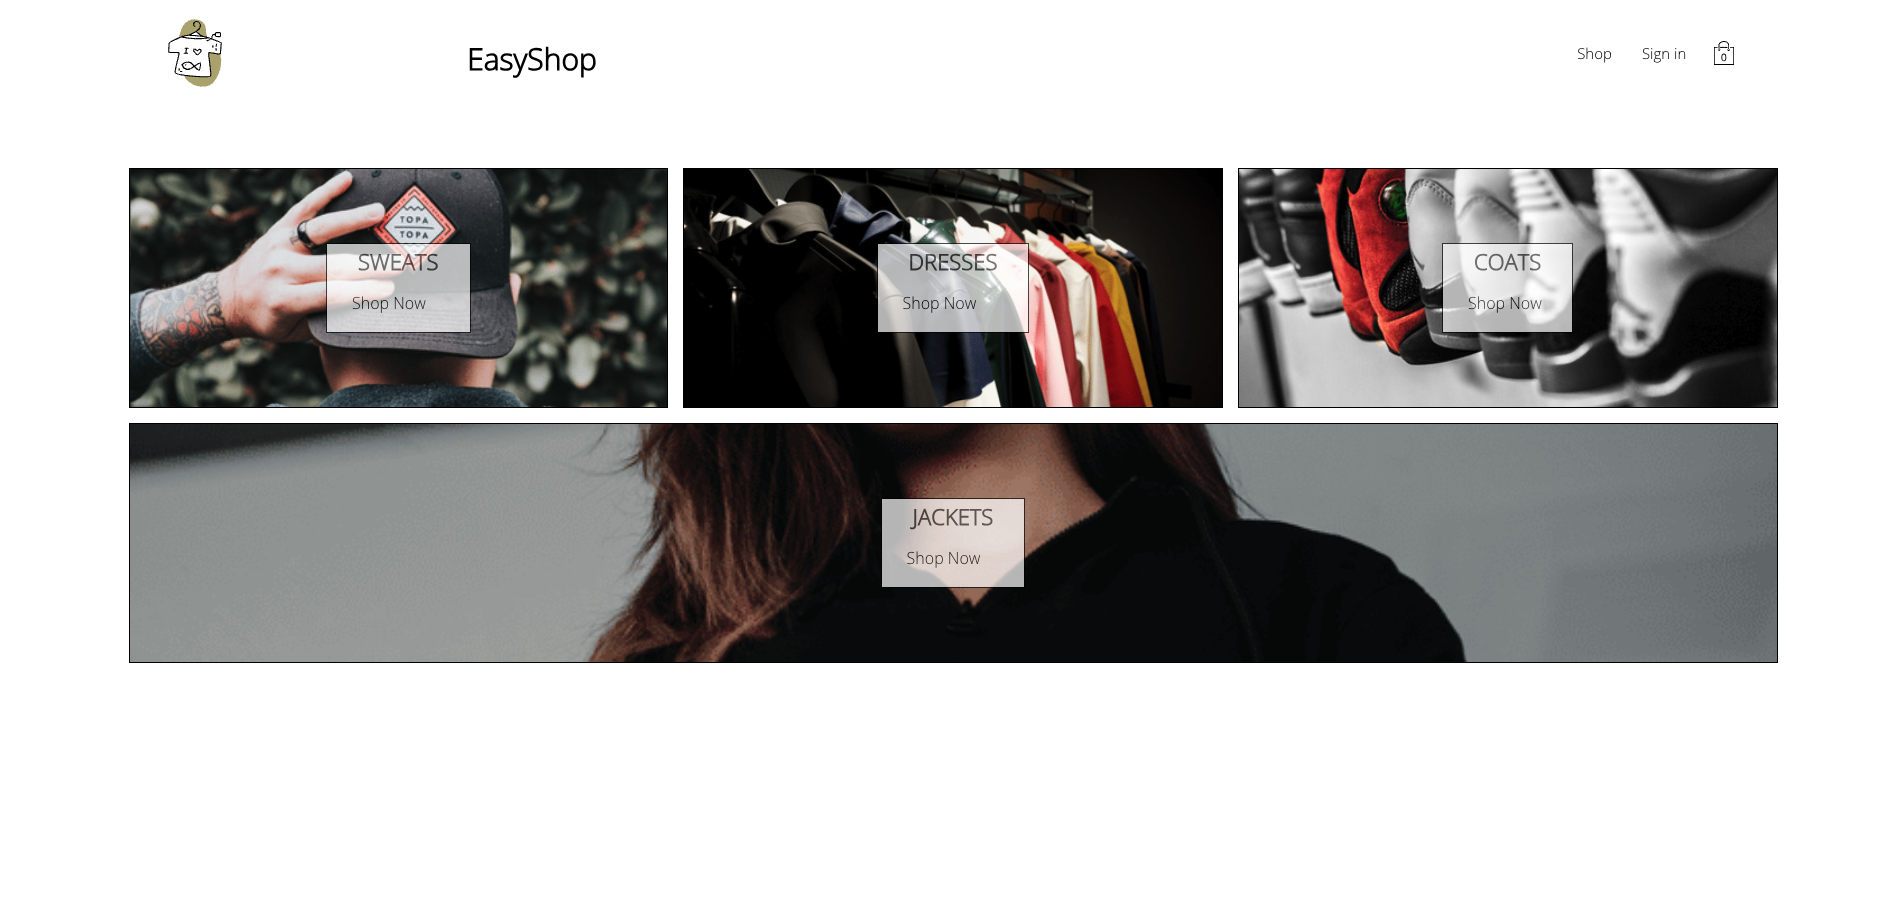 I ♡
EasyShop
Shop
Sign in
0
TOPA
TOPA
SWEATS
Shop Now
DRESSES
Shop Now
COATS
Shop Now
JACKETS
Shop Now